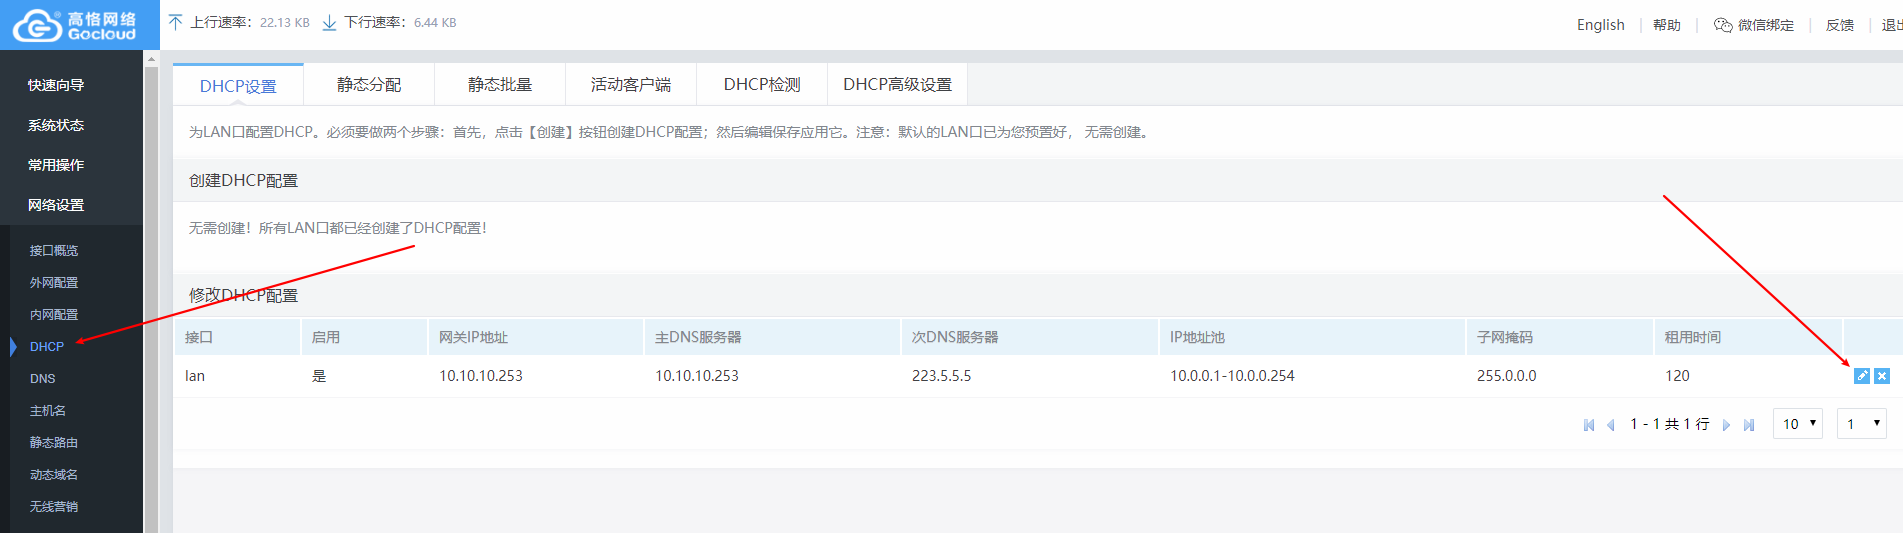 高恪网络
Gocloud
上行速率： 22.13 KB 下行速率： 6.44 KB
English 帮助 微信绑定 反馈 退出
快速向导
系统状态
常用操作
网络设置
接口概览
外网配置
内网配置
DHCP
DNS
主机名
静态路由
动态域名
无线营销
DHCP设置 静态分配 静态批量 活动客户端 DHCP检测 DHCP高级设置
为LAN口配置DHCP。必须要做两个步骤：首先，点击【创建】按钮创建DHCP配置；然后编辑保存应用它。注意：默认的LAN口已为您预置好， 无需创建。
创建DHCP配置
无需创建！所有LAN口都已经创建了DHCP配置！
修改DHCP配置
接口 启用 网关IP地址 主DNS服务器 次DNS服务器 IP地址池 子网掩码 租用时间
lan 是 10.10.10.253 10.10.10.253 223.5.5.5 10.0.0.1-10.0.0.254 255.0.0.0 120
1 - 1 共 1 行 10 1